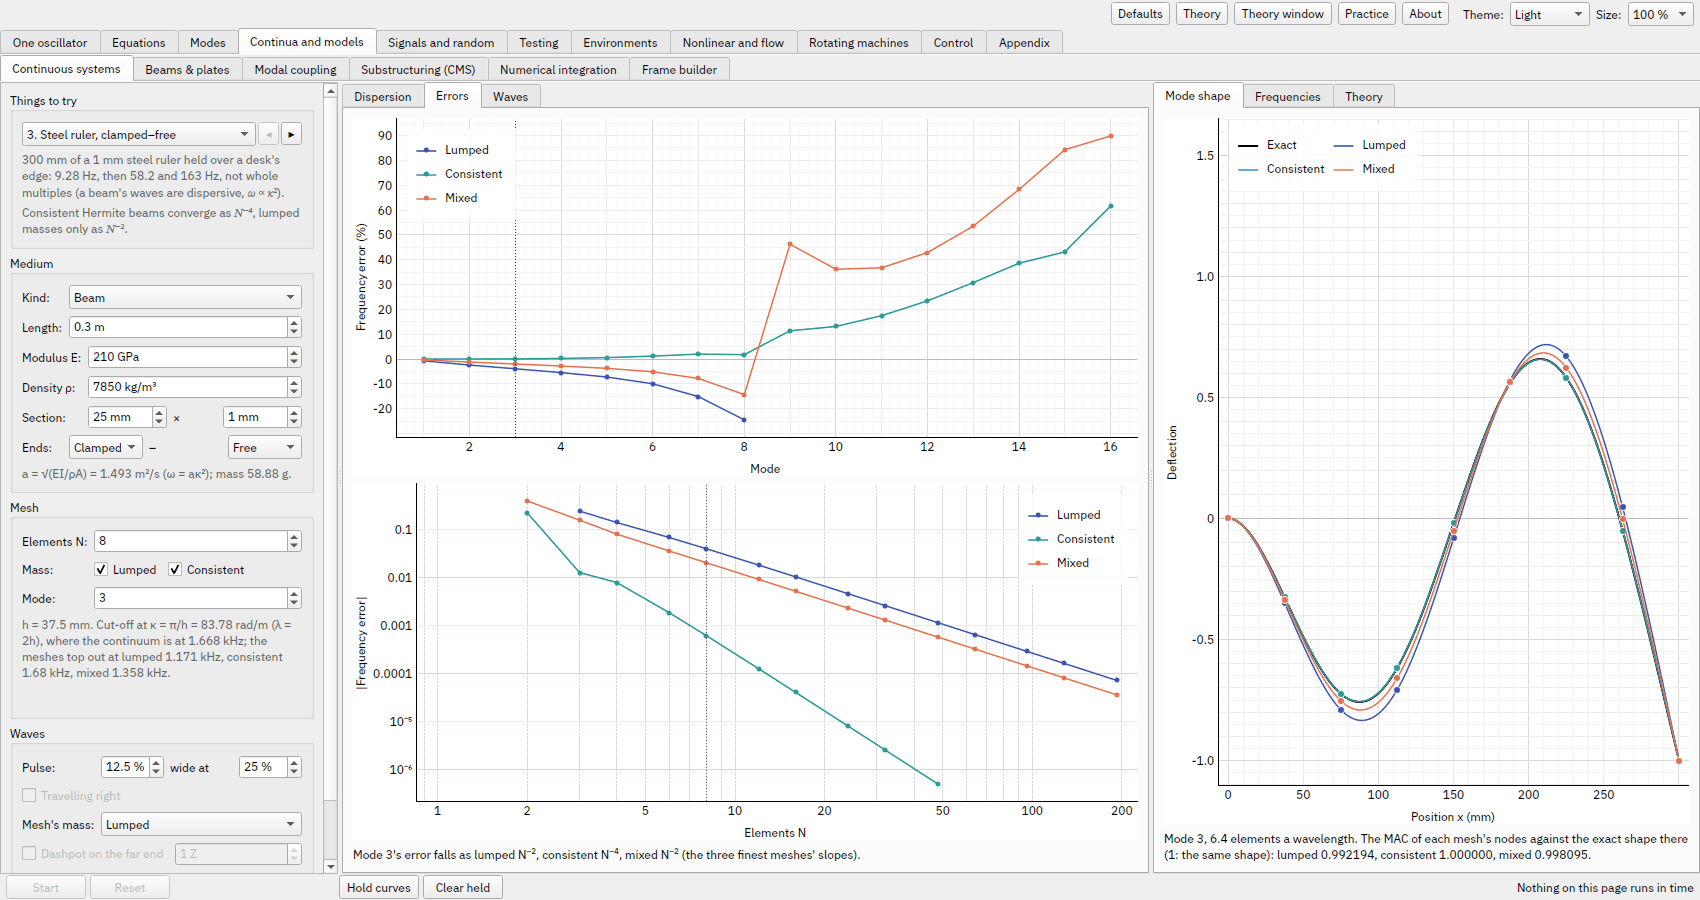 Defaults Theory Theory window Practice About Theme: Light Size: 100 %
One oscillator Equations Modes Continua and models Signals and random Testing Environments Nonlinear and flow Rotating machines Control Appendix
Continuous systems Beams & plates Modal coupling Substructuring (CMS) Numerical integration Frame builder
Things to try
3. Steel ruler, clamped–free
300 mm of a 1 mm steel ruler held over a desk's
edge: 9.28 Hz, then 58.2 and 163 Hz, not whole
multiples (a beam's waves are dispersive, ω ∝ κ²).
Consistent Hermite beams converge as N⁻⁴, lumped
masses only as N⁻².
Medium
Kind: Beam
Length: 0.3 m
Modulus E: 210 GPa
Density ρ: 7850 kg/m³
Section: 25 mm × 1 mm
Ends: Clamped – Free
a = √(EI/ρA) = 1.493 m²/s (ω = aκ²); mass 58.88 g.
Mesh
Elements N: 8
Mass: Lumped Consistent
Mode: 3
h = 37.5 mm. Cut-off at κ = π/h = 83.78 rad/m (λ =
2h), where the continuum is at 1.668 kHz; the
meshes top out at lumped 1.171 kHz, consistent
1.68 kHz, mixed 1.358 kHz.
Waves
Pulse: 12.5 % wide at 25 %
Travelling right
Mesh's mass: Lumped
Dashpot on the far end 1 Z
Start Reset
Dispersion Errors Waves
Frequency error (%)
90
80
70
60
50
40
30
20
10
0
-10
-20
Lumped
Consistent
Mixed
2 4 6 8 10 12 14 16
Mode
|Frequency error|
0.1
0.01
0.001
0.0001
10⁻⁵
10⁻⁶
Lumped
Consistent
Mixed
1 2 5 10 20 50 100 200
Elements N
Mode 3's error falls as lumped N⁻², consistent N⁻⁴, mixed N⁻² (the three finest meshes' slopes).
Hold curves Clear held
Mode shape Frequencies Theory
Exact Lumped
Consistent Mixed
Deflection
1.5
1.0
0.5
0
-0.5
-1.0
0 50 100 150 200 250
Position x (mm)
Mode 3, 6.4 elements a wavelength. The MAC of each mesh's nodes against the exact shape there
(1: the same shape): lumped 0.992194, consistent 1.000000, mixed 0.998095.
Nothing on this page runs in time